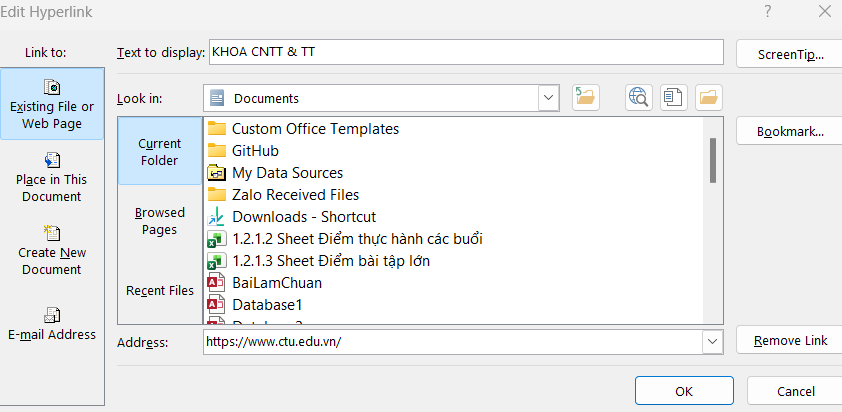 Edit Hyperlink
?
Link to:
Text to display: KHOA CNTT & TT
ScreenTip...
Existing File or
Web Page
Look in: Documents
Bookmark...
Place in This
Document
Create New
Document
E-mail Address
Current
Folder
Browsed
Pages
Recent Files
Custom Office Templates
GitHub
My Data Sources
Zalo Received Files
Downloads - Shortcut
1.2.1.2 Sheet Điểm thực hành các buổi
1.2.1.3 Sheet Điểm bài tập lớn
BaiLamChuan
Database1
Address: https://www.ctu.edu.vn/
Remove Link
OK
Cancel